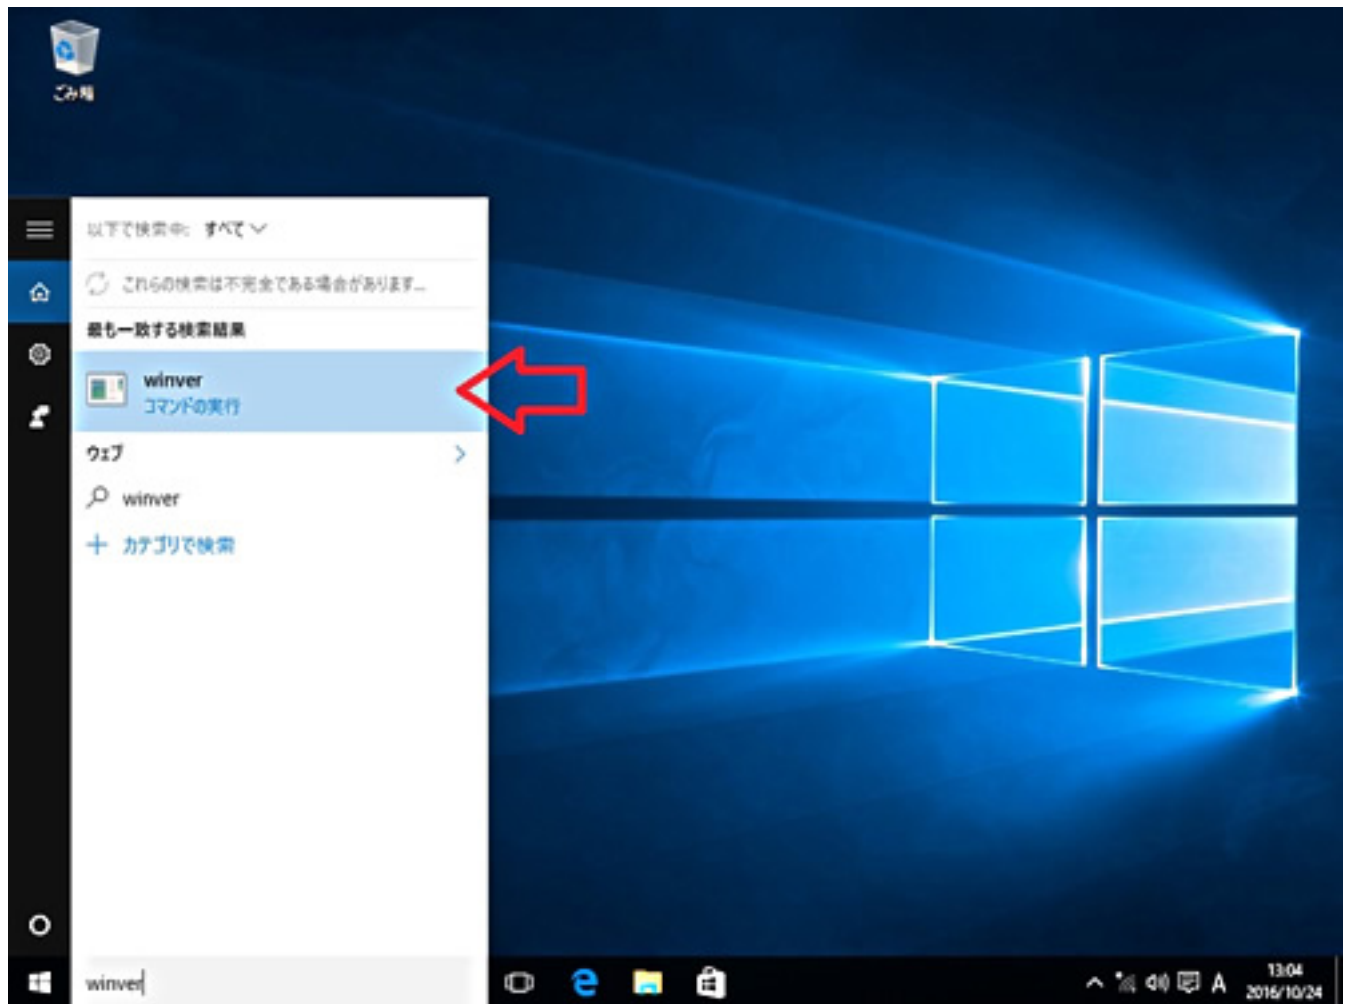 ごみ箱
以下で検索中: すべて
これらの検索は不完全である場合があります...
最も一致する検索結果
winver
コマンドの実行
ウェブ
winver
カテゴリで検索
winver
A
13:04
2016/10/24